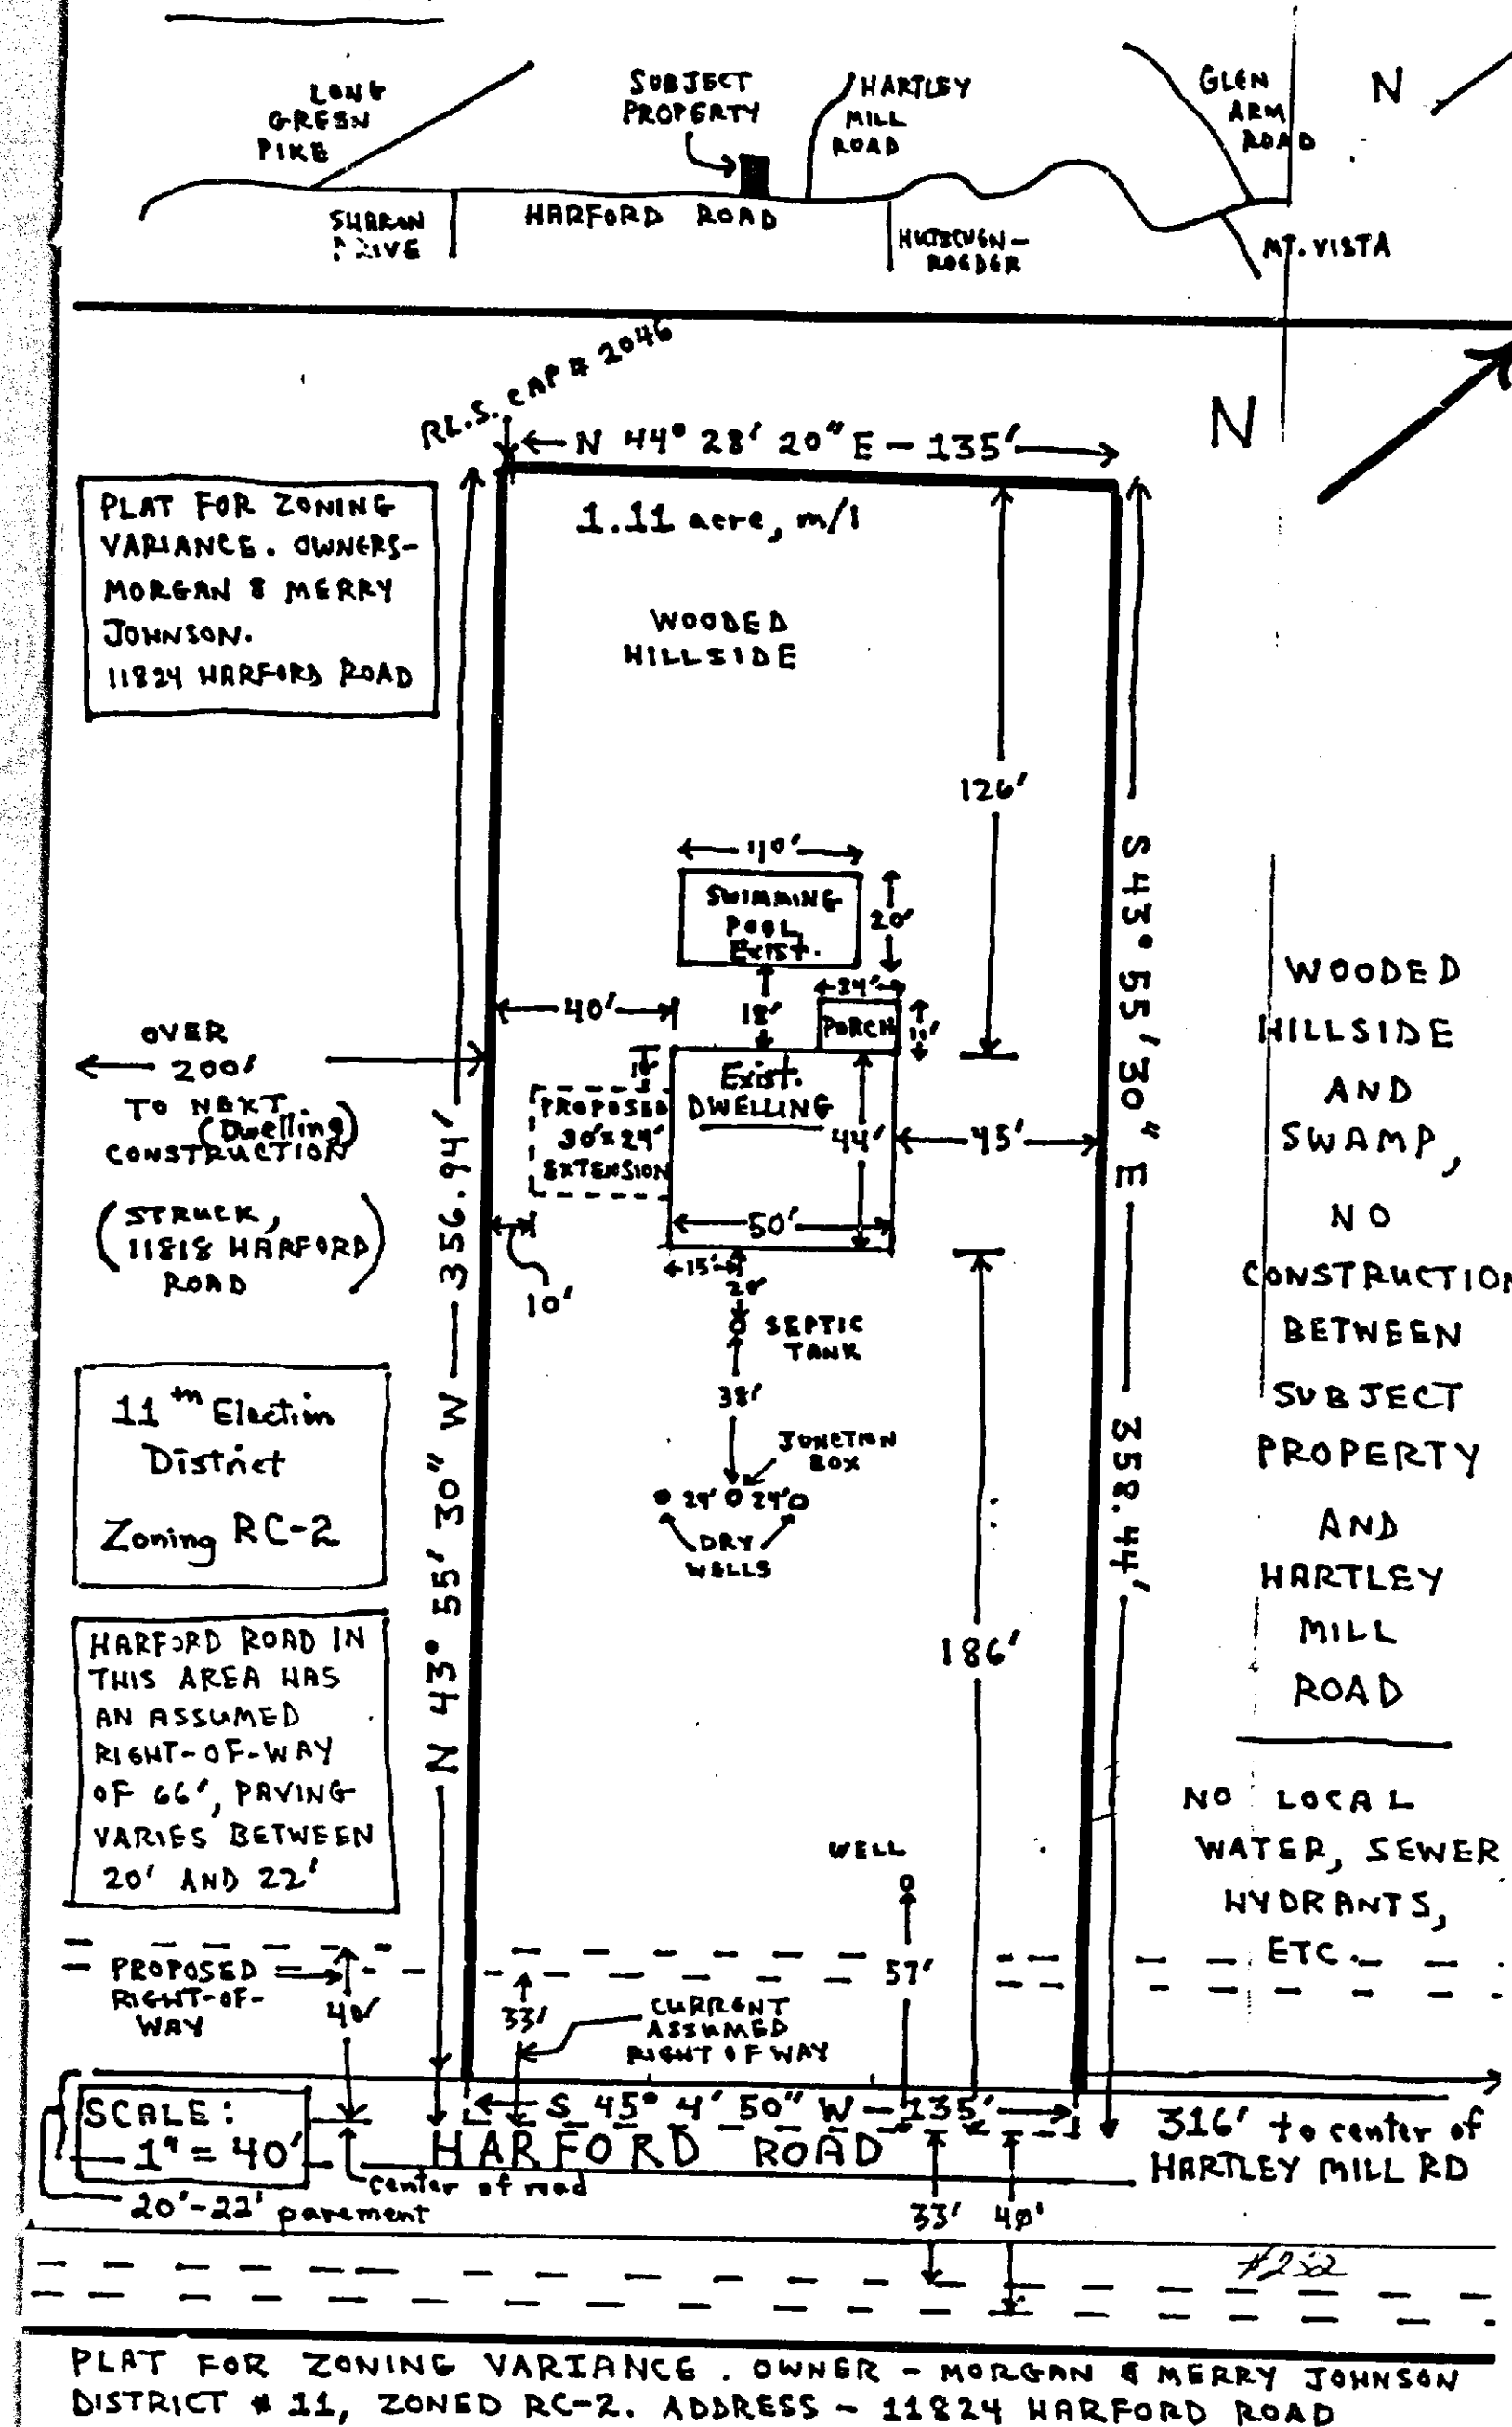 LONG
GREEN
PIKE
SUBJECT
PROPERTY
HARTLEY
MILL
ROAD
GLEN
ARM
ROAD
N
SHARON
DRIVE
HARFORD ROAD
MT. VISTA
R.L.S. CAP # 2046
N
N 44° 28' 20" E - 135'
PLAT FOR ZONING
VARIANCE. OWNERS-
MORGAN & MERRY
JOHNSON.
11824 HARFORD ROAD
1.11 acre, m/l
WOODED
HILLSIDE
126'
SWIMMING
POOL
Exist.
20'
24'
40'
18'
PORCH
11'
OVER
200'
TO NEXT
(Dwelling)
CONSTRUCTION
(STRUCK,
11818 HARFORD
ROAD)
PROPOSED
30'x24'
EXTENSION
Exist.
DWELLING
44'
45'
50'
10'
15'
20'
SEPTIC
TANK
38'
JUNCTION
BOX
24' 24'
DRY
WELLS
N 43° 55' 30" W — 356.94'
S 43° 55' 30" E — 358.44'
WOODED
HILLSIDE
AND
SWAMP,
NO
CONSTRUCTION
BETWEEN
SUBJECT
PROPERTY
AND
HARTLEY
MILL
ROAD
11th Election
District
Zoning RC-2
186'
HARFORD ROAD IN
THIS AREA HAS
AN ASSUMED
RIGHT-OF-WAY
OF 66', PAVING
VARIES BETWEEN
20' AND 22'
NO LOCAL
WATER, SEWER
HYDRANTS,
ETC.
WELL
57'
PROPOSED
RIGHT-OF-
WAY
40'
33'
CURRENT
ASSUMED
RIGHT OF WAY
SCALE:
1" = 40'
S 45° 4' 50" W - 135'
HARFORD ROAD
316' to center of
HARTLEY MILL RD
center of road
20'-22' pavement
33'
40'
#252
PLAT FOR ZONING VARIANCE. OWNER - MORGAN & MERRY JOHNSON
DISTRICT # 11, ZONED RC-2. ADDRESS - 11824 HARFORD ROAD